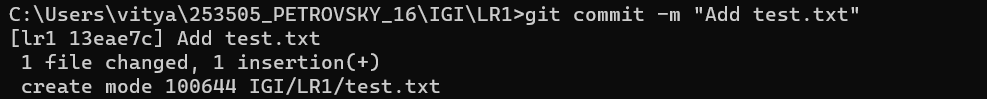 C:\Users\vitya\253505_PETROVSKY_16\IGI\LR1>git commit -m "Add test.txt"
[lr1 13eae7c] Add test.txt
 1 file changed, 1 insertion(+)
 create mode 100644 IGI/LR1/test.txt